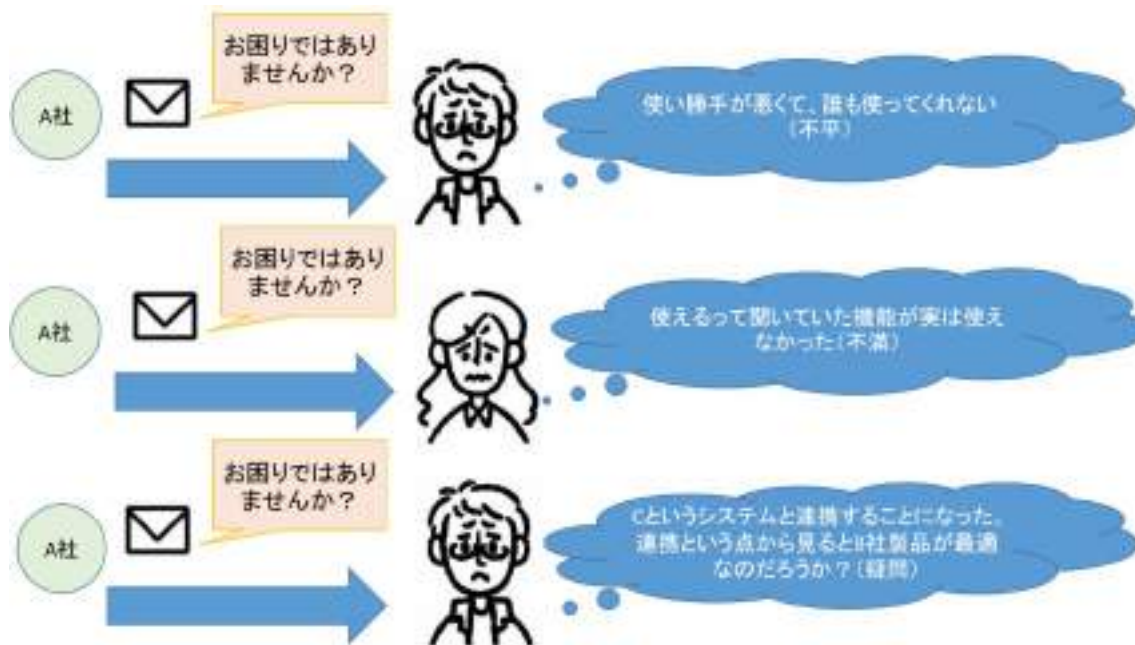 お困りではあり
ませんか？
A社
使い勝手が悪くて、誰も使ってくれない
（不平）
お困りではあり
ませんか？
A社
使えるって聞いていた機能が実は使え
なかった（不満）
お困りではあり
ませんか？
A社
Cというシステムと連携することになった。
連携という点から見るとB社製品が最適
なのだろうか？（疑問）